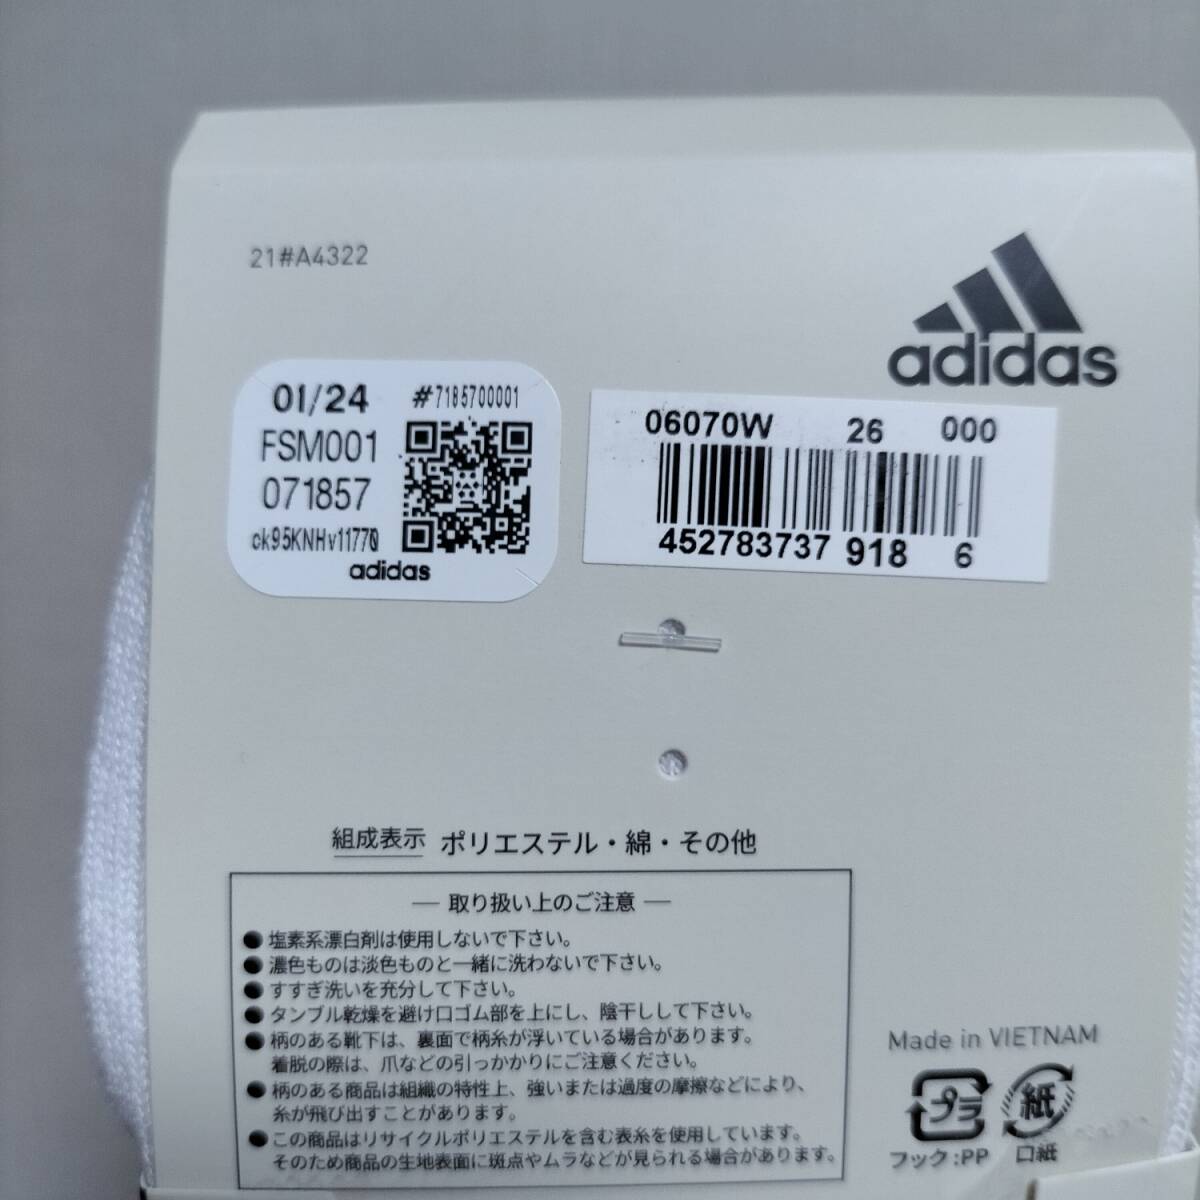 21#A4322
adidas
01/24 #7185700001
FSM001
071857
ck95KNHv11770
adidas
06070W 26 000
452783737 918 6
組成表示 ポリエステル・綿・その他
― 取り扱い上のご注意 ―
●塩素系漂白剤は使用しないで下さい。
●濃色ものは淡色ものと一緒に洗わないで下さい。
●すすぎ洗いを充分して下さい。
●タンブル乾燥を避け口ゴム部を上にし、陰干しして下さい。
●柄のある靴下は、裏面で柄糸が浮いている場合があります。
着脱の際は、爪などの引っかかりにご注意ください。
●柄のある商品は組織の特性上、強いまたは過度の摩擦などにより、
糸が飛び出すことがあります。
●この商品はリサイクルポリエステルを含む表糸を使用しています。
そのため商品の生地表面に斑点やムラなどが見られる場合があります。
Made in VIETNAM
プラ 紙
フック:PP 口紙